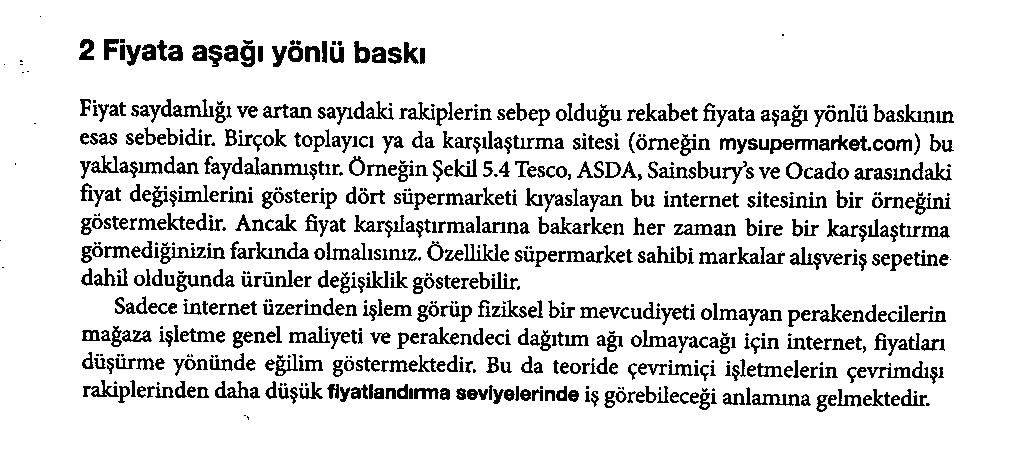 2 Fiyata aşağı yönlü baskı
Fiyat saydamlığı ve artan sayıdaki rakiplerin sebep olduğu rekabet fiyata aşağı yönlü baskının
esas sebebidir. Birçok toplayıcı ya da karşılaştırma sitesi (örneğin mysupermarket.com) bu
yaklaşımdan faydalanmıştır. Örneğin Şekil 5.4 Tesco, ASDA, Sainsbury's ve Ocado arasındaki
fiyat değişimlerini gösterip dört süpermarketi kıyaslayan bu internet sitesinin bir örneğini
göstermektedir. Ancak fiyat karşılaştırmalarına bakarken her zaman bire bir karşılaştırma
görmediğinizin farkında olmalısınız. Özellikle süpermarket sahibi markalar alışveriş sepetine
dahil olduğunda ürünler değişiklik gösterebilir.
Sadece internet üzerinden işlem görüp fiziksel bir mevcudiyeti olmayan perakendecilerin
mağaza işletme genel maliyeti ve perakendeci dağıtım ağı olmayacağı için internet, fiyatları
düşürme yönünde eğilim göstermektedir. Bu da teoride çevrimiçi işletmelerin çevrimdışı
rakiplerinden daha düşük fiyatlandırma seviyelerinde iş görebileceği anlamına gelmektedir.